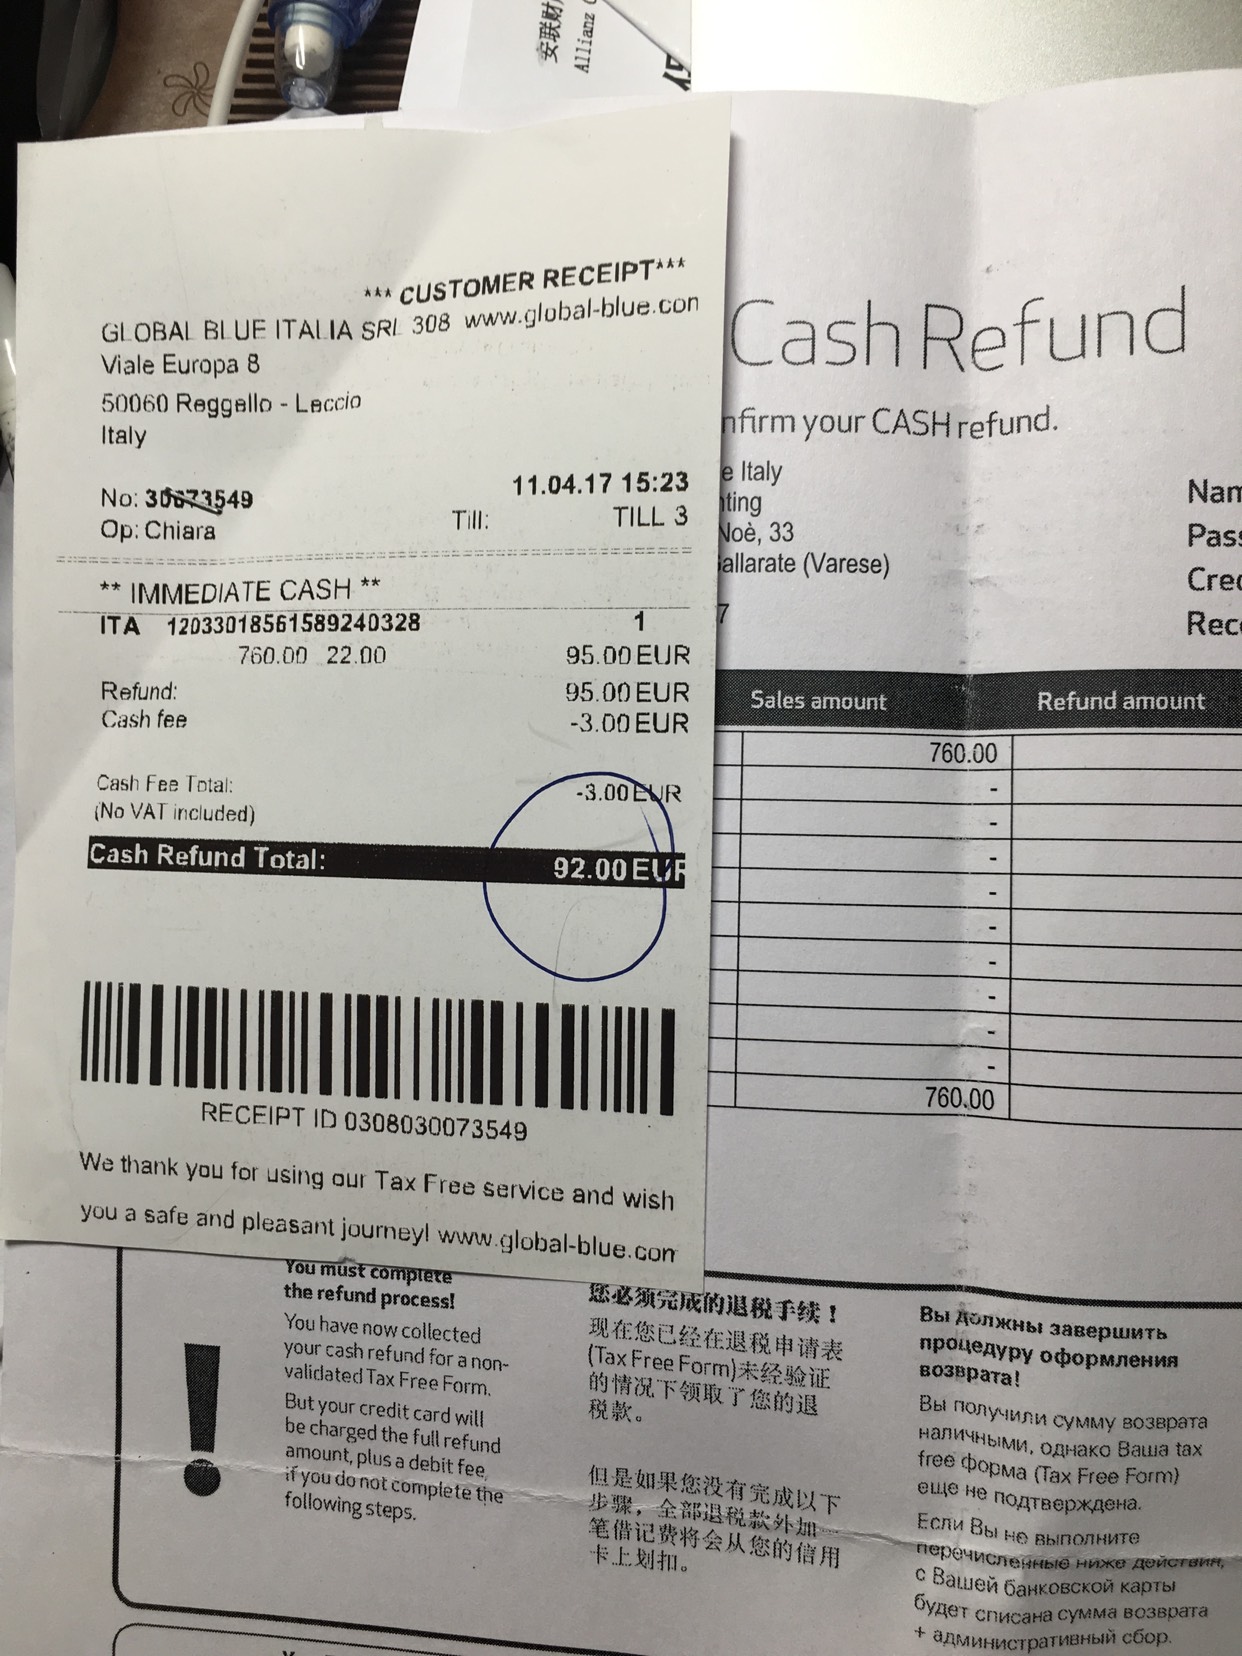 安联财
Allianz
*** CUSTOMER RECEIPT***
GLOBAL BLUE ITALIA SRL 308 www.global-blue.con
Viale Europa 8
50060 Reggello - Leccio
Italy
No: 30073549
11.04.17 15:23
Op: Chiara
Till: TILL 3
** IMMEDIATE CASH **
ITA 12033018561589240328 1
760.00 22.00 95.00 EUR
Refund: 95.00 EUR
Cash fee -3.00 EUR
Cash Fee Total: -3.00 EUR
(No VAT included)
Cash Refund Total: 92.00 EUR
RECEIPT ID 0308030073549
We thank you for using our Tax Free service and wish
you a safe and pleasant journey! www.global-blue.con
Cash Refund
nfirm your CASH refund.
e Italy
nting
Noè, 33
allarate (Varese)
7
Nam
Pass
Cred
Rece
Sales amount Refund amount
760.00
-
-
-
-
-
-
-
-
-
760.00
You must complete
the refund process!
You have now collected
your cash refund for a non-
validated Tax Free Form.
But your credit card will
be charged the full refund
amount, plus a debit fee,
if you do not complete the
following steps.
您必须完成的退税手续！
现在您已经在退税申请表
(Tax Free Form)未经验证
的情况下领取了您的退
税款。
但是如果您没有完成以下
步骤，全部退税款外加一
笔借记费将会从您的信用
卡上划扣。
Вы должны завершить
процедуру оформления
возврата!
Вы получили сумму возврата
наличными, однако Ваша tax
free форма (Tax Free Form)
еще не подтверждена.
Если Вы не выполните
перечисленные ниже действия,
с Вашей банковской карты
будет списана сумма возврата
+ административный сбор.